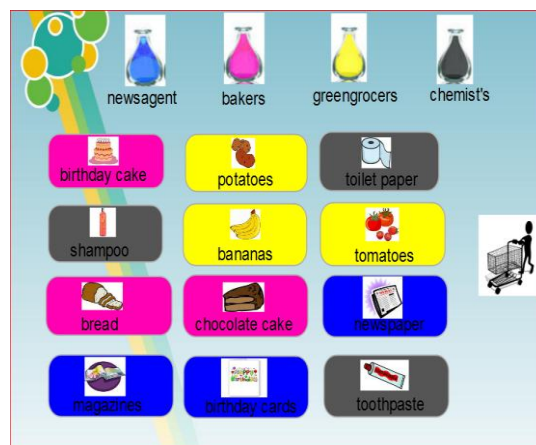 newsagent
bakers
greengrocers
chemist's
birthday cake
potatoes
toilet paper
shampoo
bananas
tomatoes
bread
chocolate cake
newspaper
magazines
birthday cards
toothpaste